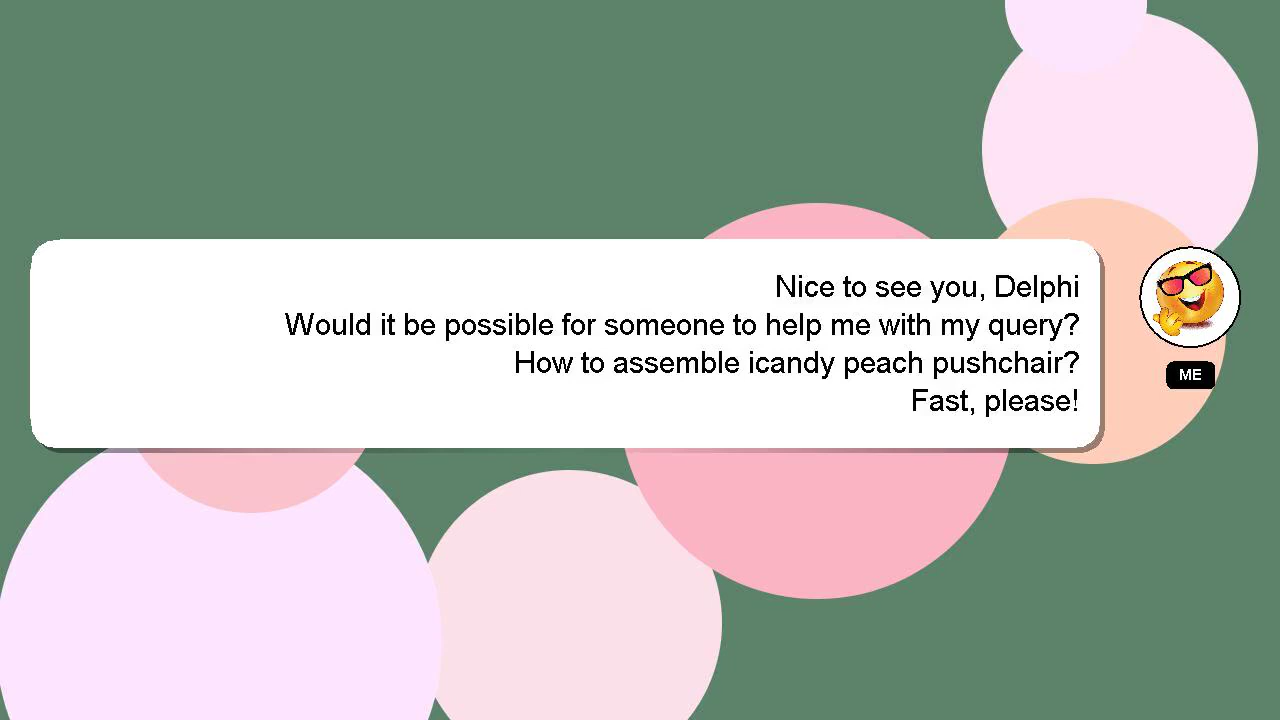 Nice to see you, Delphi
Would it be possible for someone to help me with my query?
How to assemble icandy peach pushchair?
Fast, please!
ME